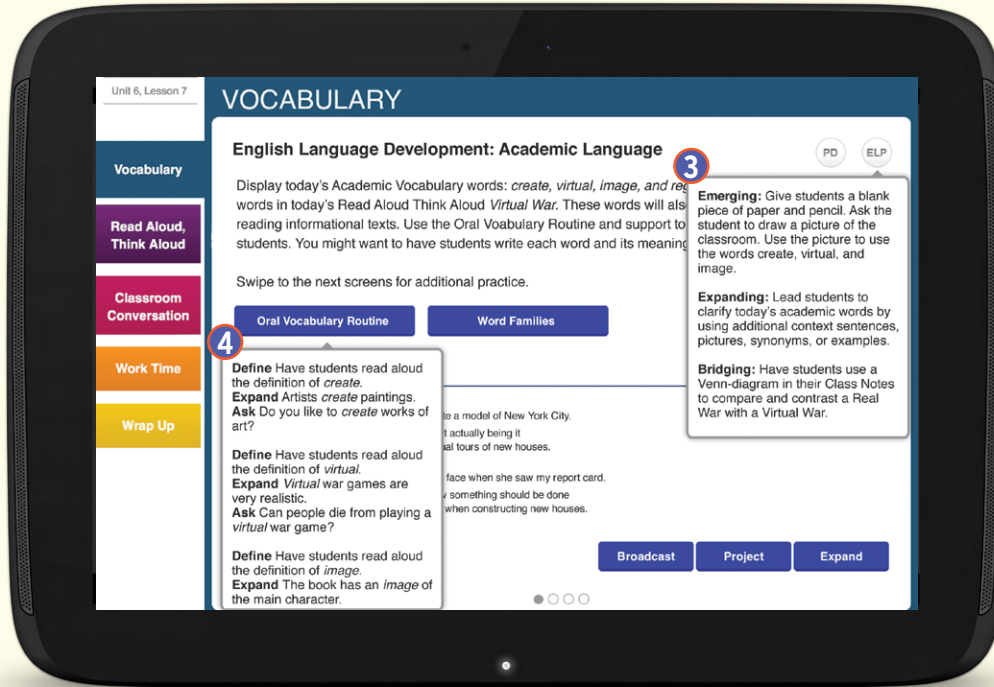 Unit 6, Lesson 7
VOCABULARY
Vocabulary
Read Aloud,
Think Aloud
Classroom
Conversation
Work Time
Wrap Up
English Language Development: Academic Language
PD
ELP
Display today's Academic Vocabulary words: create, virtual, image, and
words in today's Read Aloud Think Aloud Virtual War. These words will
reading informational texts. Use the Oral Voabulary Routine and support to
students. You might want to have students write each word and its meaning
Swipe to the next screens for additional practice.
Oral Vocabulary Routine
Word Families
3
Emerging: Give students a blank
piece of paper and pencil. Ask the
student to draw a picture of the
classroom. Use the picture to use
the words create, virtual, and
image.
Expanding: Lead students to
clarify today's academic words by
using additional context sentences,
pictures, synonyms, or examples.
Bridging: Have students use a
Venn-diagram in their Class Notes
to compare and contrast a Real
War with a Virtual War.
4
Define Have students read aloud
the definition of create.
Expand Artists create paintings.
Ask Do you like to create works of
art?
Define Have students read aloud
the definition of virtual.
Expand Virtual war games are
very realistic.
Ask Can people die from playing a
virtual war game?
Define Have students read aloud
the definition of image.
Expand The book has an image of
the main character.
a model of New York City.
actually being it
tours of new houses.
face when she saw my report card.
something should be done
when constructing new houses.
Broadcast
Project
Expand